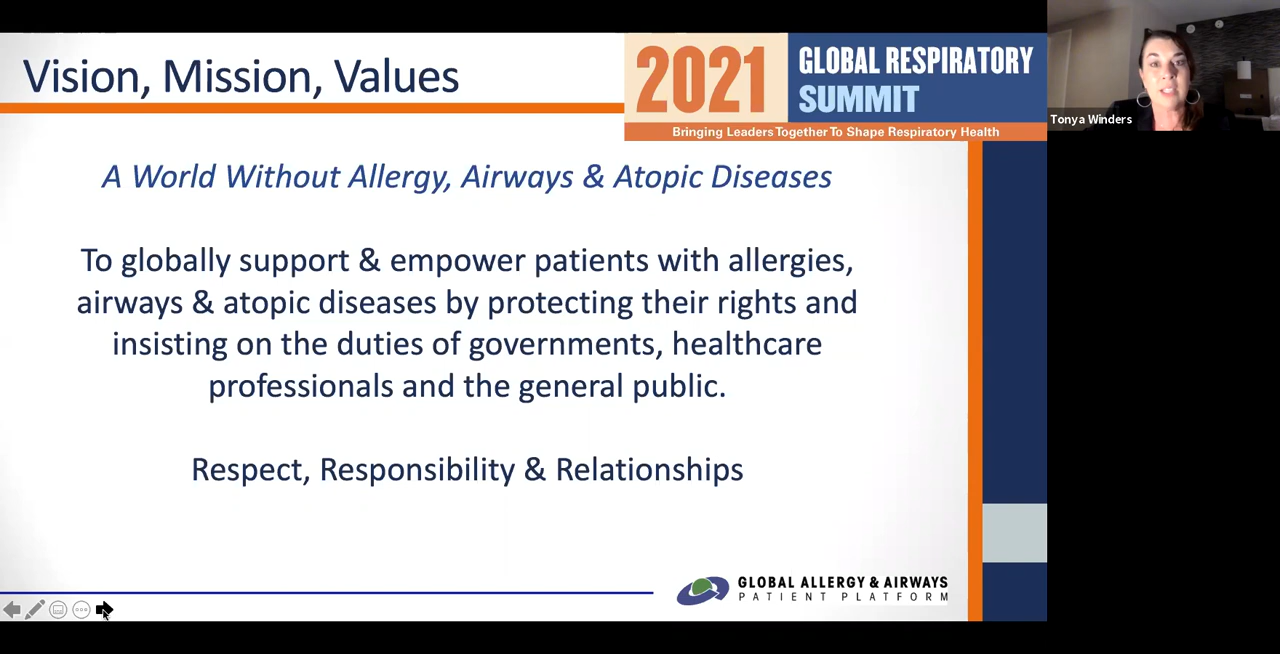 Vision, Mission, Values
2021
GLOBAL RESPIRATORY
SUMMIT
Bringing Leaders Together To Shape Respiratory Health
Tonya Winders
A World Without Allergy, Airways & Atopic Diseases
To globally support & empower patients with allergies,
airways & atopic diseases by protecting their rights and
insisting on the duties of governments, healthcare
professionals and the general public.
Respect, Responsibility & Relationships
GLOBAL ALLERGY & AIRWAYS
PATIENT PLATFORM